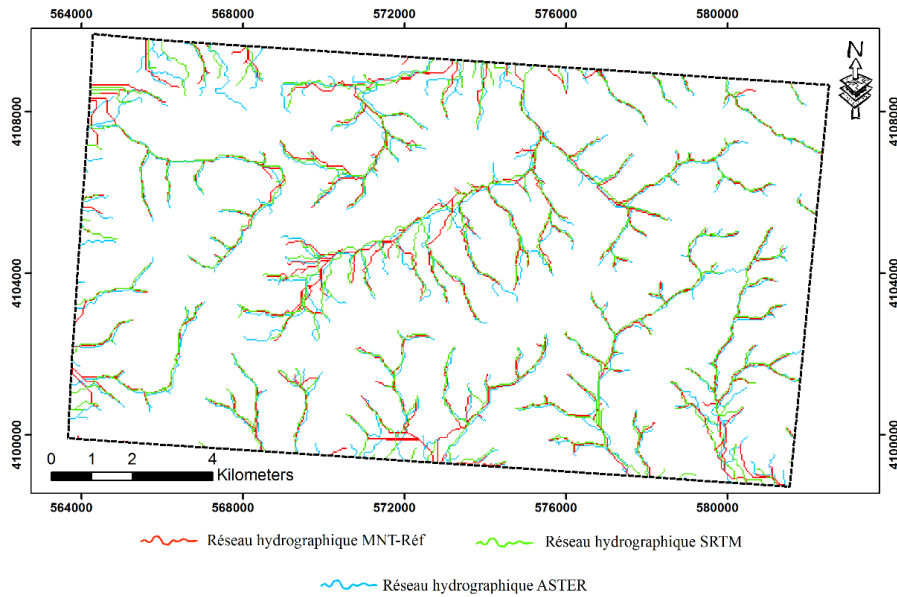 564000 568000 572000 576000 580000
N
4108000 4108000
4104000 4104000
4100000 4100000
0 1 2 4
Kilometers
564000 568000 572000 576000 580000
Réseau hydrographique MNT-Réf
Réseau hydrographique SRTM
Réseau hydrographique ASTER